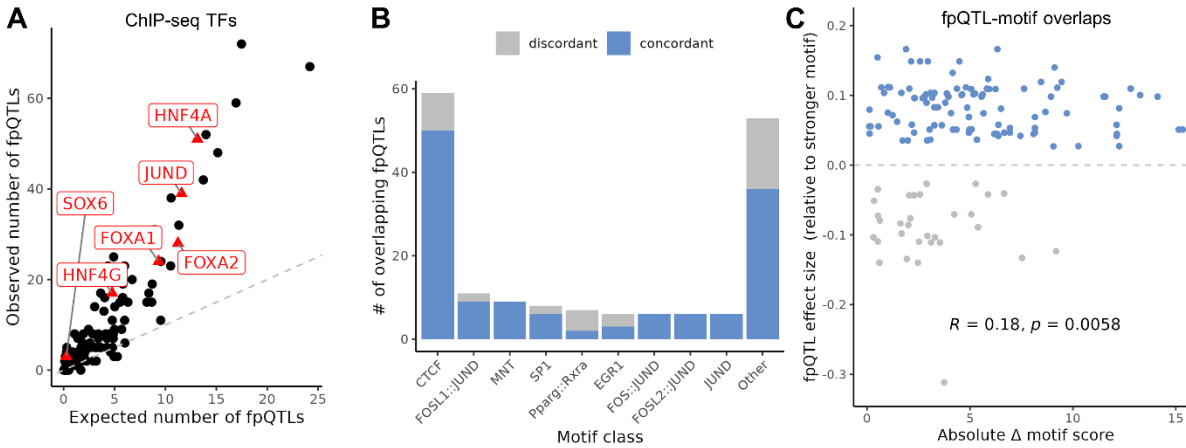 A
ChIP-seq TFs
Observed number of fpQTLs
60
40
20
0
HNF4A
JUND
SOX6
FOXA1
FOXA2
HNF4G
0
5
10
15
20
25
Expected number of fpQTLs
B
discordant
concordant
# of overlapping fpQTLs
60
40
20
0
CTCF
FOSL1::JUND
MNT
SP1
Pparg::Rxra
EGR1
FOS::JUND
FOSL2::JUND
JUND
Other
Motif class
C
fpQTL-motif overlaps
fpQTL effect size (relative to stronger motif)
0.2
0.1
0.0
-0.1
-0.2
-0.3
R = 0.18, p = 0.0058
0
5
10
15
Absolute Δ motif score